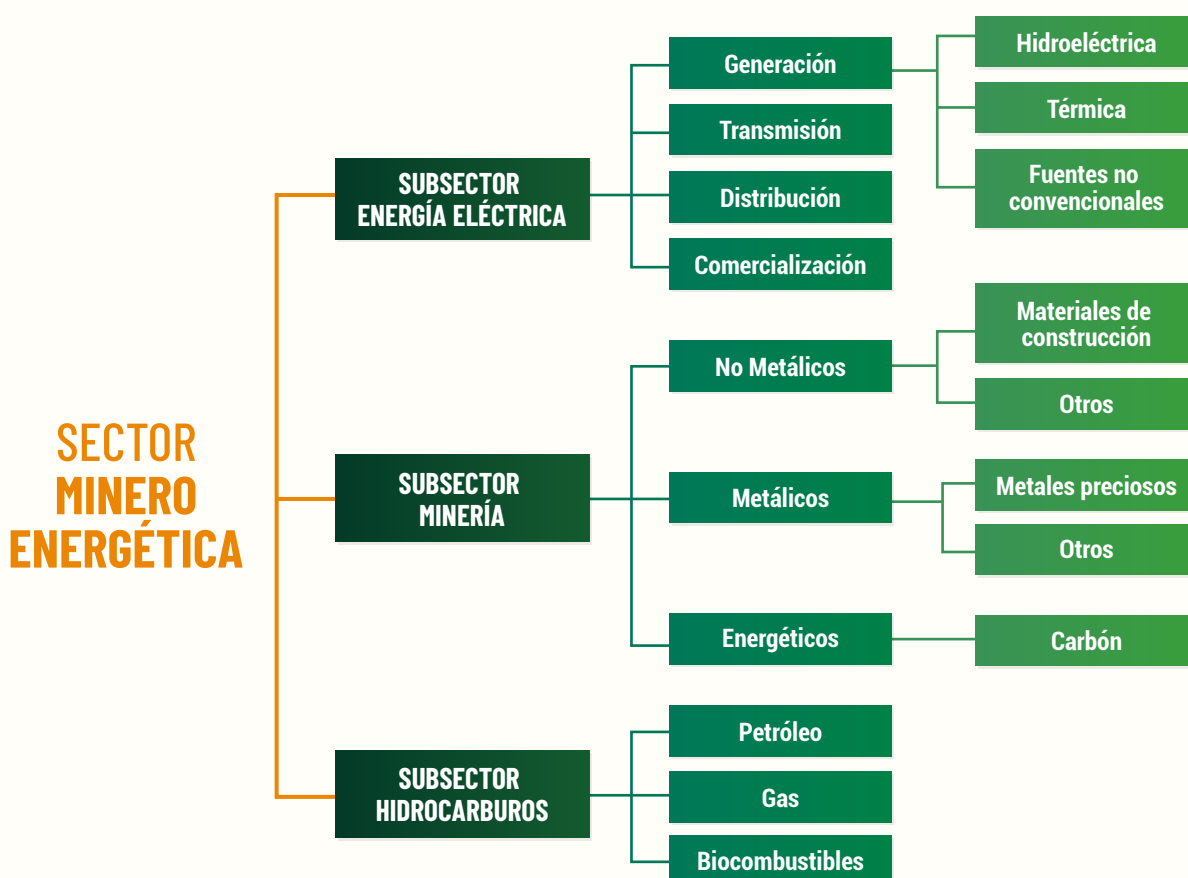 SECTOR
MINERO
ENERGÉTICA
SUBSECTOR
ENERGÍA ELÉCTRICA
Generación
Hidroeléctrica
Térmica
Fuentes no
convencionales
Transmisión
Distribución
Comercialización
SUBSECTOR
MINERÍA
No Metálicos
Materiales de
construcción
Otros
Metálicos
Metales preciosos
Otros
Energéticos
Carbón
SUBSECTOR
HIDROCARBUROS
Petróleo
Gas
Biocombustibles